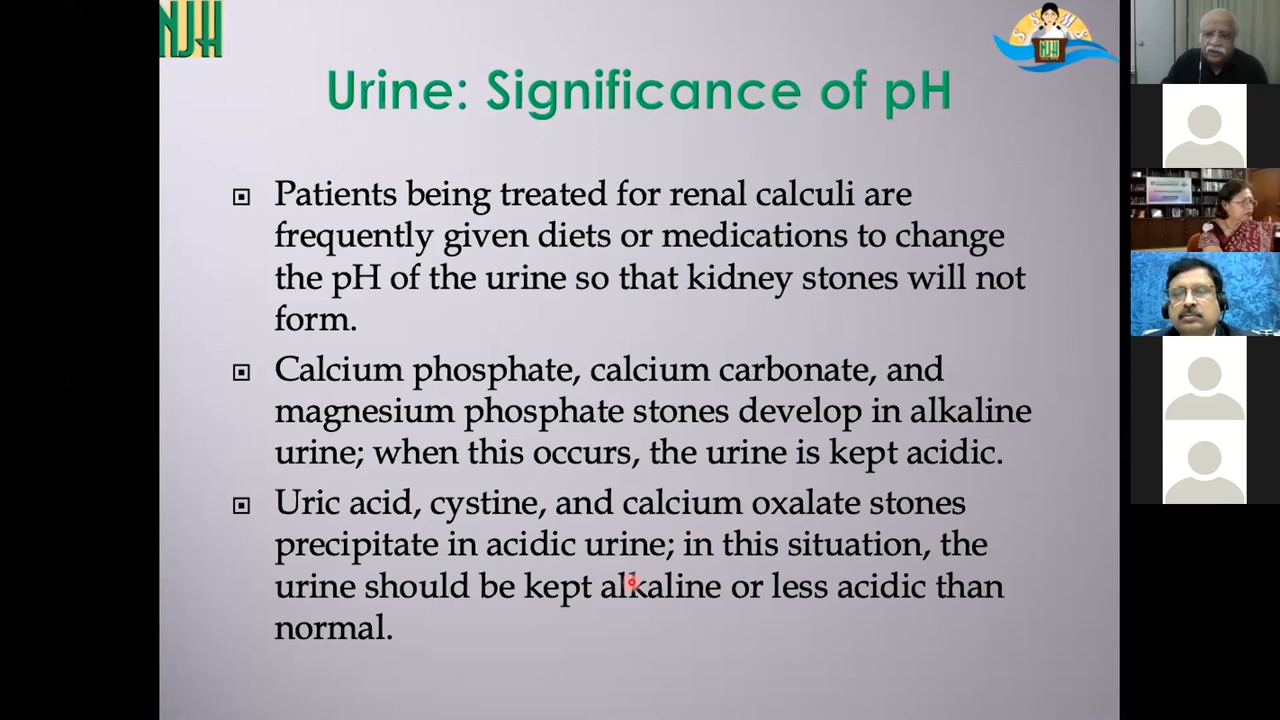 NJH
S S M S
NJH
Urine: Significance of pH
Patients being treated for renal calculi are
frequently given diets or medications to change
the pH of the urine so that kidney stones will not
form.
Calcium phosphate, calcium carbonate, and
magnesium phosphate stones develop in alkaline
urine; when this occurs, the urine is kept acidic.
Uric acid, cystine, and calcium oxalate stones
precipitate in acidic urine; in this situation, the
urine should be kept alkaline or less acidic than
normal.